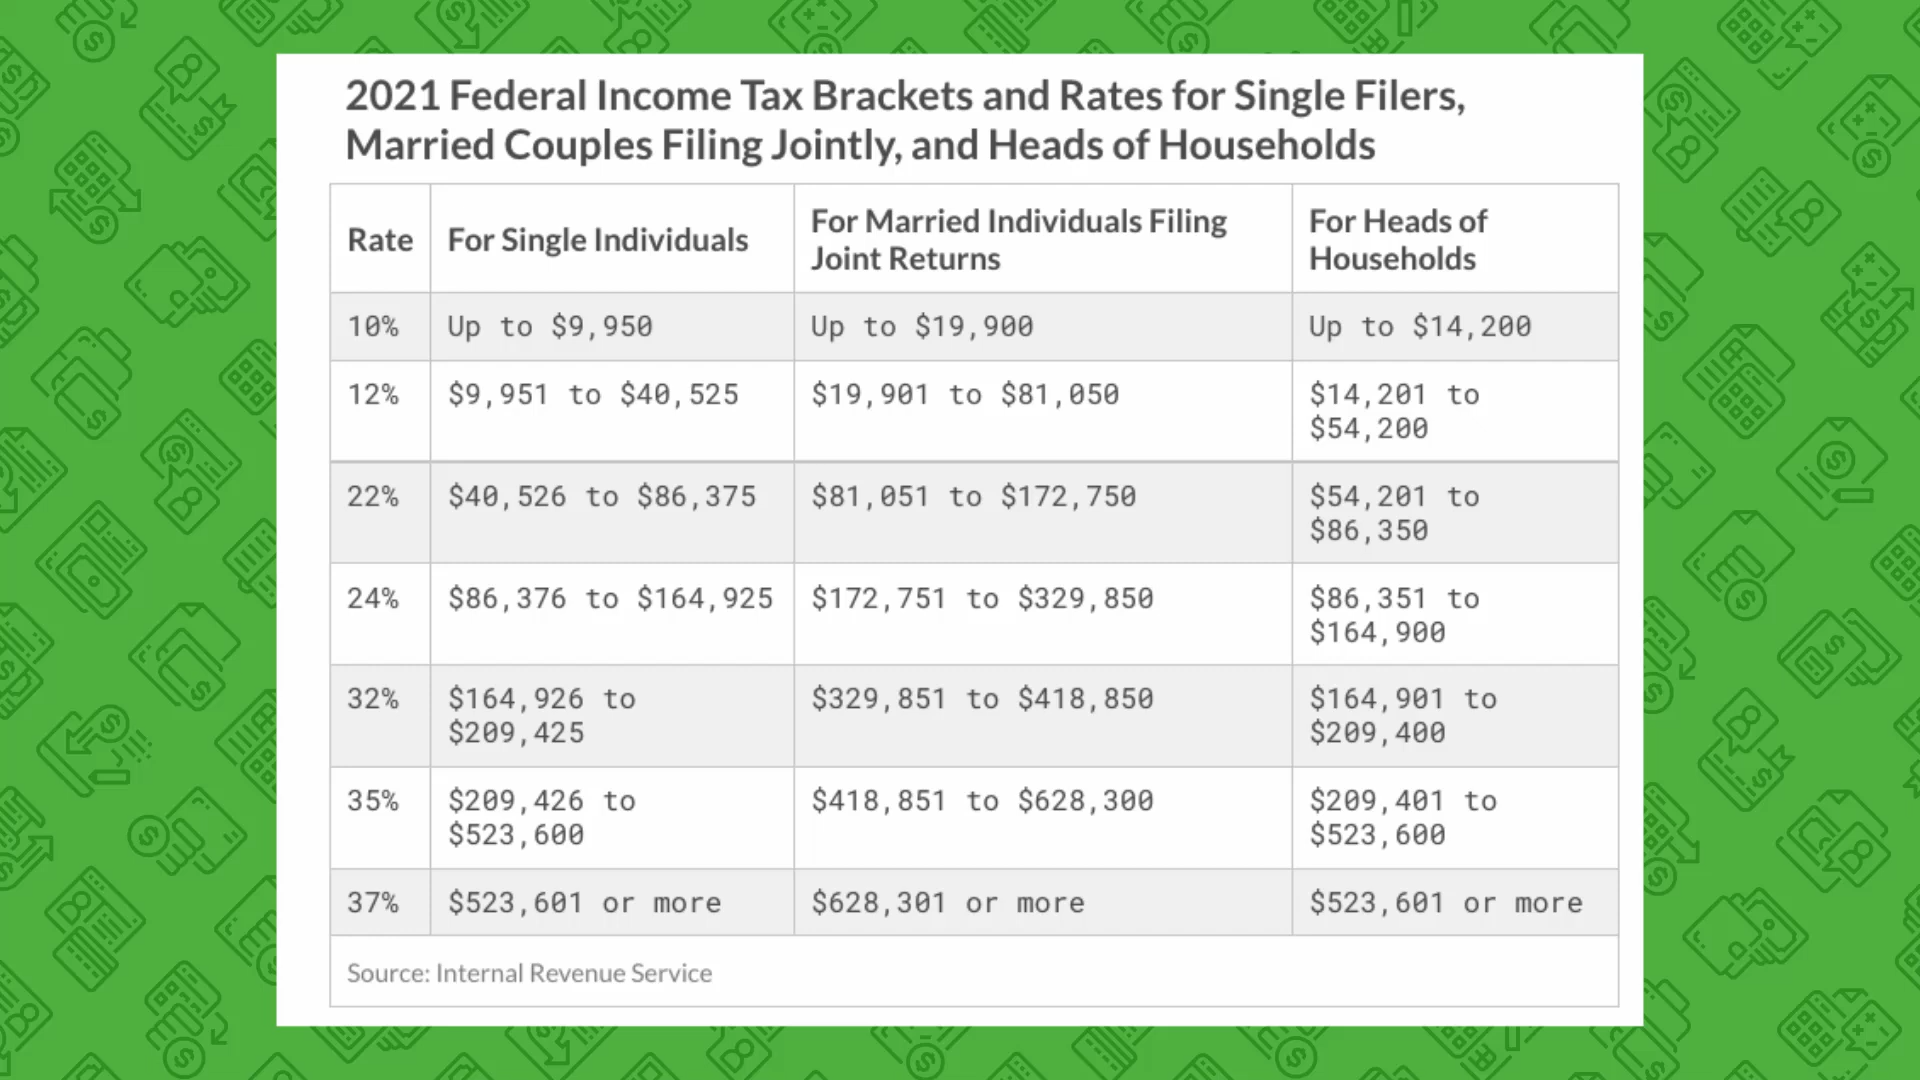 2021 Federal Income Tax Brackets and Rates for Single Filers,
Married Couples Filing Jointly, and Heads of Households
Rate
For Single Individuals
For Married Individuals Filing
Joint Returns
For Heads of
Households
10%
Up to $9,950
Up to $19,900
Up to $14,200
12%
$9,951 to $40,525
$19,901 to $81,050
$14,201 to
$54,200
22%
$40,526 to $86,375
$81,051 to $172,750
$54,201 to
$86,350
24%
$86,376 to $164,925
$172,751 to $329,850
$86,351 to
$164,900
32%
$164,926 to
$209,425
$329,851 to $418,850
$164,901 to
$209,400
35%
$209,426 to
$523,600
$418,851 to $628,300
$209,401 to
$523,600
37%
$523,601 or more
$628,301 or more
$523,601 or more
Source: Internal Revenue Service